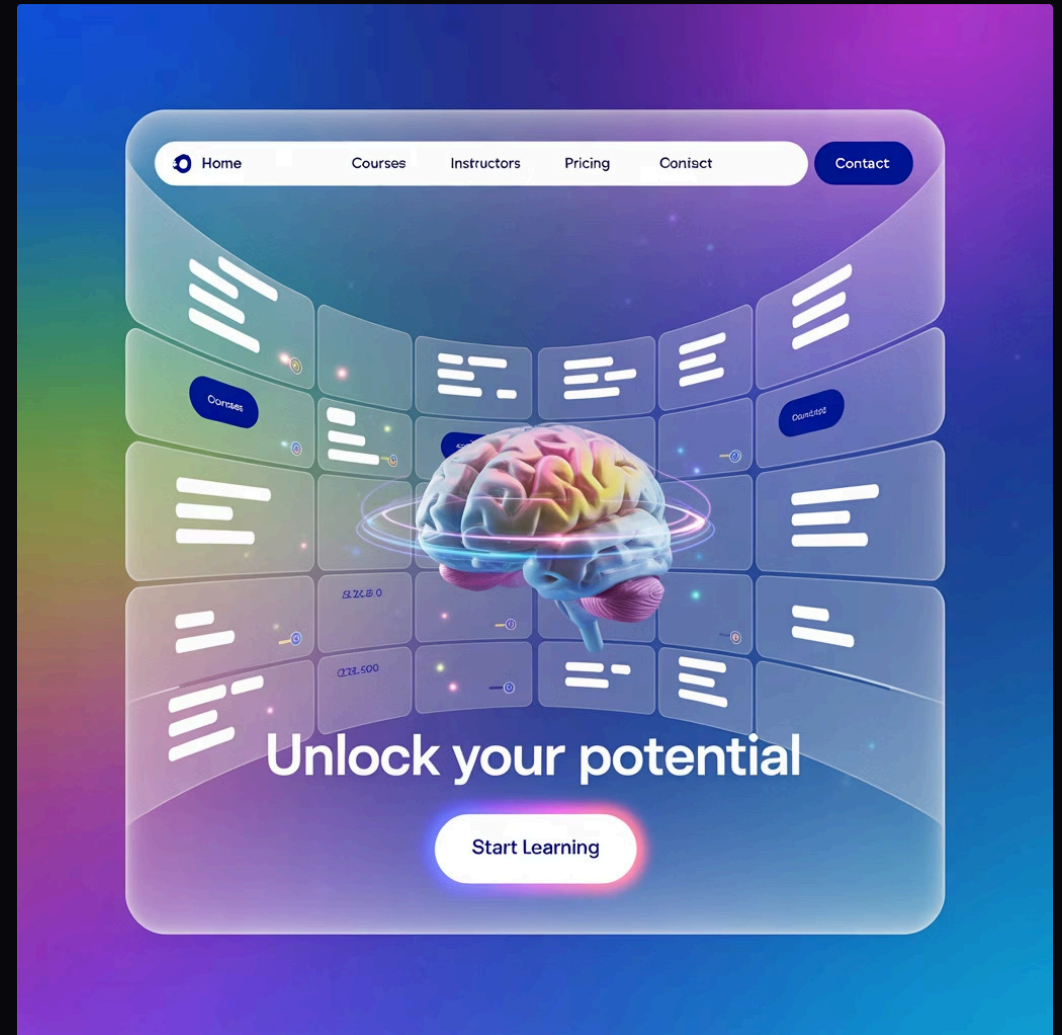 Home Courses Instructors Pricing Conisct Contact
Unlock your potential
Start Learning